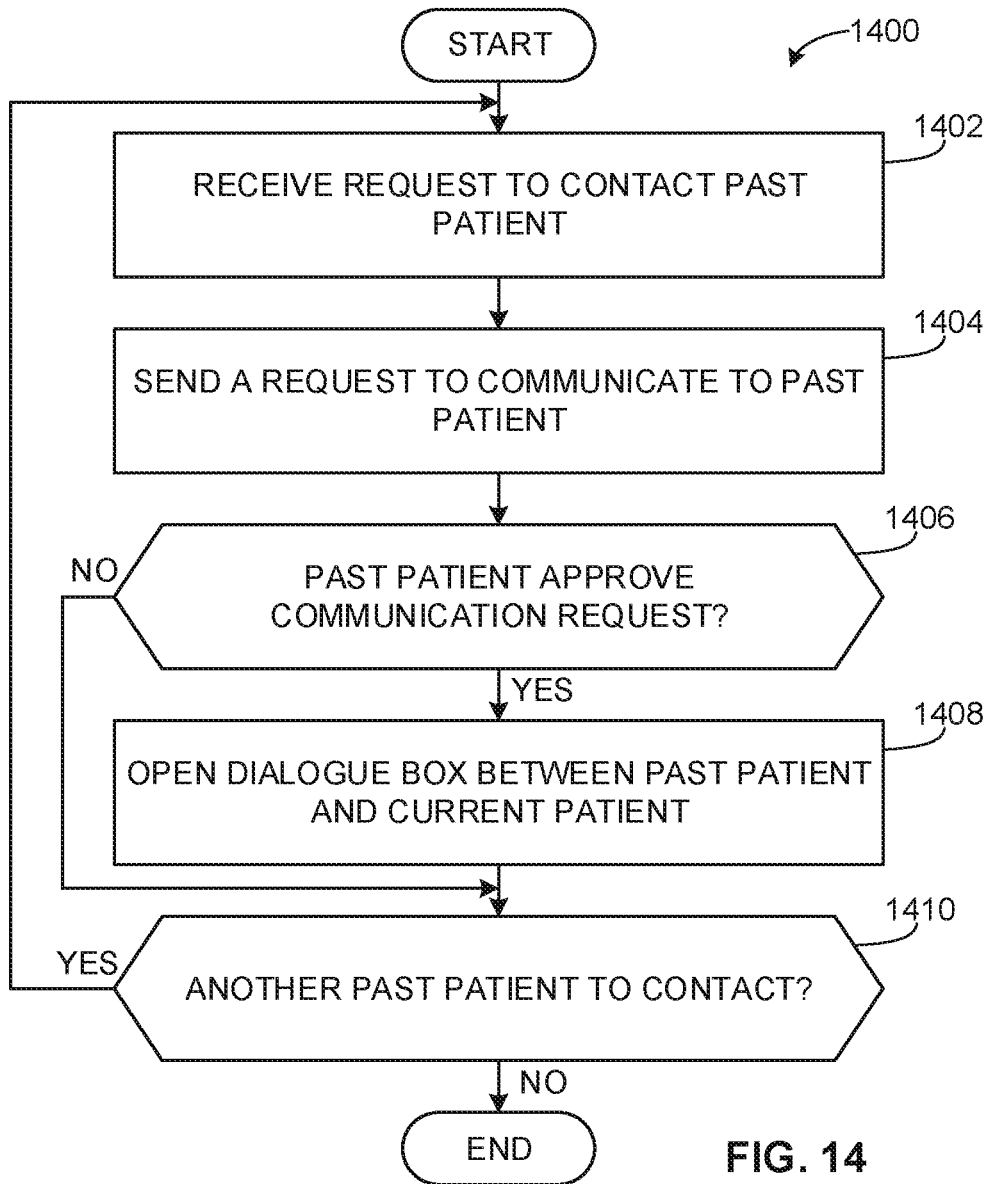 START
1400
1402
RECEIVE REQUEST TO CONTACT PAST
PATIENT
1404
SEND A REQUEST TO COMMUNICATE TO PAST
PATIENT
1406
NO
PAST PATIENT APPROVE
COMMUNICATION REQUEST?
YES
1408
OPEN DIALOGUE BOX BETWEEN PAST PATIENT
AND CURRENT PATIENT
1410
YES
ANOTHER PAST PATIENT TO CONTACT?
NO
END
FIG. 14